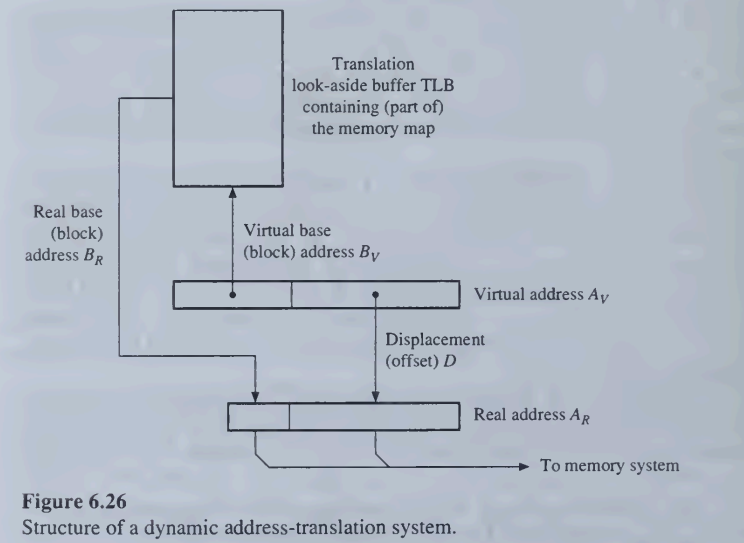 Translation
look-aside buffer TLB
containing (part of)
the memory map
Real base
(block)
address B_R
Virtual base
(block) address B_V
Virtual address A_V
Displacement
(offset) D
Real address A_R
To memory system
Figure 6.26
Structure of a dynamic address-translation system.